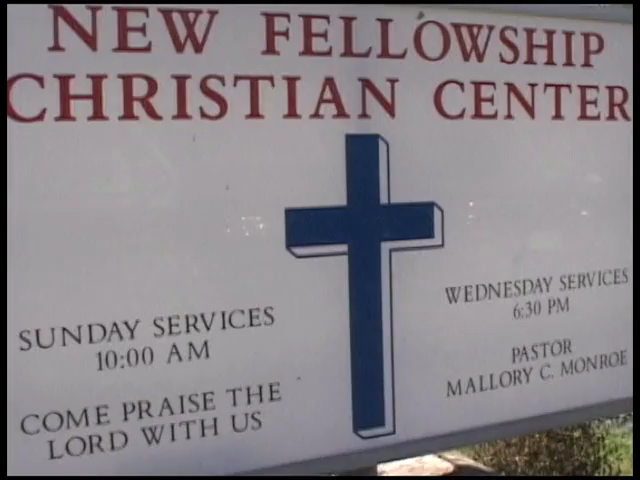 NEW FELLOWSHIP
CHRISTIAN CENTER
SUNDAY SERVICES
10:00 AM
COME PRAISE THE
LORD WITH US
WEDNESDAY SERVICES
6:30 PM
PASTOR
MALLORY C. MONROE